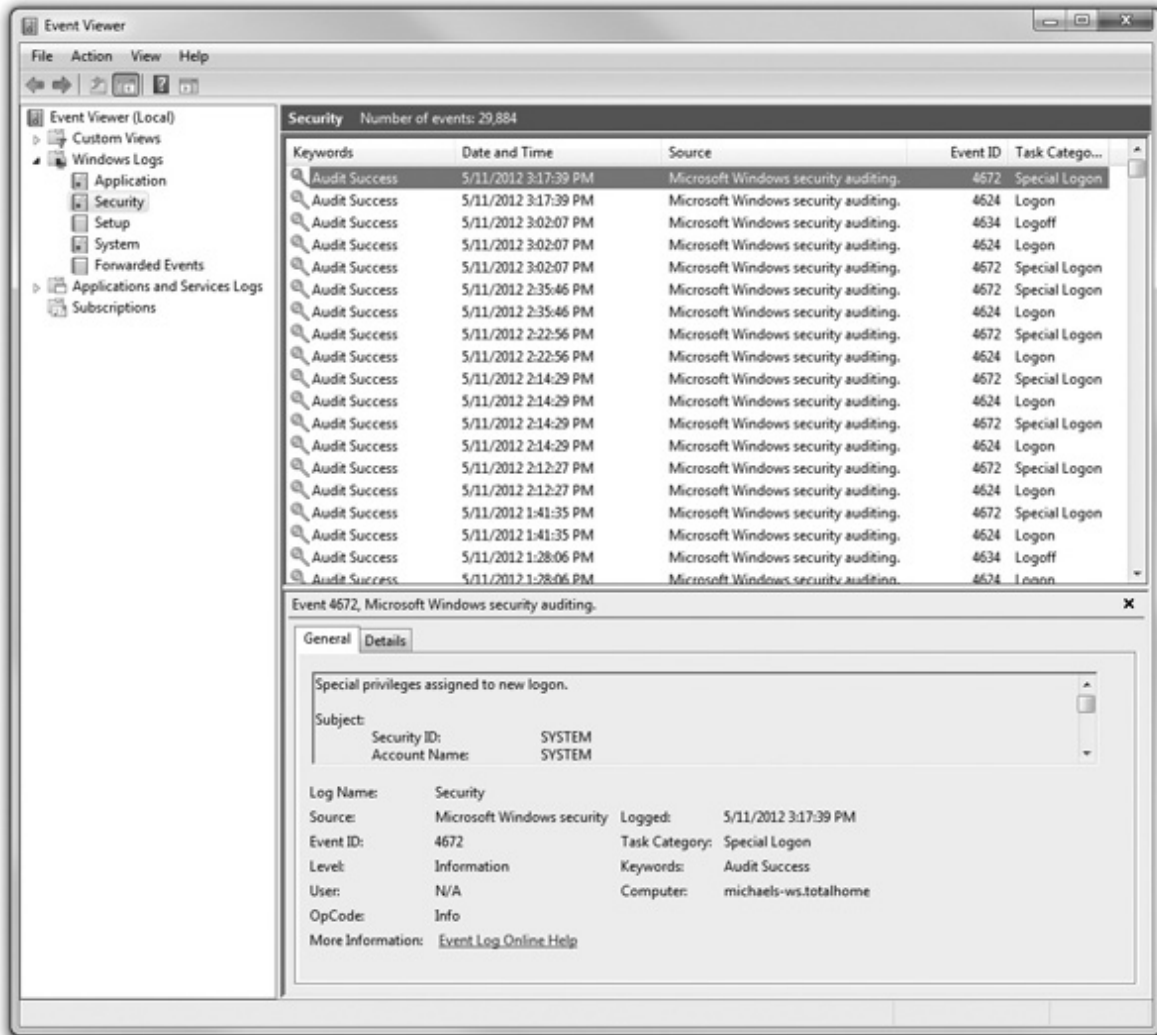 Event Viewer
File Action View Help
Event Viewer (Local)
Custom Views
Windows Logs
Application
Security
Setup
System
Forwarded Events
Applications and Services Logs
Subscriptions
Security Number of events: 29,884
Keywords Date and Time Source Event ID Task Catego...
Audit Success 5/11/2012 3:17:39 PM Microsoft Windows security auditing. 4672 Special Logon
Audit Success 5/11/2012 3:17:39 PM Microsoft Windows security auditing. 4624 Logon
Audit Success 5/11/2012 3:02:07 PM Microsoft Windows security auditing. 4634 Logoff
Audit Success 5/11/2012 3:02:07 PM Microsoft Windows security auditing. 4624 Logon
Audit Success 5/11/2012 3:02:07 PM Microsoft Windows security auditing. 4672 Special Logon
Audit Success 5/11/2012 2:35:46 PM Microsoft Windows security auditing. 4672 Special Logon
Audit Success 5/11/2012 2:35:46 PM Microsoft Windows security auditing. 4624 Logon
Audit Success 5/11/2012 2:22:56 PM Microsoft Windows security auditing. 4672 Special Logon
Audit Success 5/11/2012 2:22:56 PM Microsoft Windows security auditing. 4624 Logon
Audit Success 5/11/2012 2:14:29 PM Microsoft Windows security auditing. 4672 Special Logon
Audit Success 5/11/2012 2:14:29 PM Microsoft Windows security auditing. 4624 Logon
Audit Success 5/11/2012 2:14:29 PM Microsoft Windows security auditing. 4672 Special Logon
Audit Success 5/11/2012 2:14:29 PM Microsoft Windows security auditing. 4624 Logon
Audit Success 5/11/2012 2:12:27 PM Microsoft Windows security auditing. 4672 Special Logon
Audit Success 5/11/2012 2:12:27 PM Microsoft Windows security auditing. 4624 Logon
Audit Success 5/11/2012 1:41:35 PM Microsoft Windows security auditing. 4672 Special Logon
Audit Success 5/11/2012 1:41:35 PM Microsoft Windows security auditing. 4624 Logon
Audit Success 5/11/2012 1:28:06 PM Microsoft Windows security auditing. 4634 Logoff
Audit Success 5/11/2012 1:28:06 PM Microsoft Windows security auditing. 4624 Logon
Event 4672, Microsoft Windows security auditing.
General Details
Special privileges assigned to new logon.
Subject:
Security ID: SYSTEM
Account Name: SYSTEM
Log Name: Security
Source: Microsoft Windows security Logged: 5/11/2012 3:17:39 PM
Event ID: 4672 Task Category: Special Logon
Level: Information Keywords: Audit Success
User: N/A Computer: michaels-ws.totalhome
OpCode: Info
More Information: Event Log Online Help